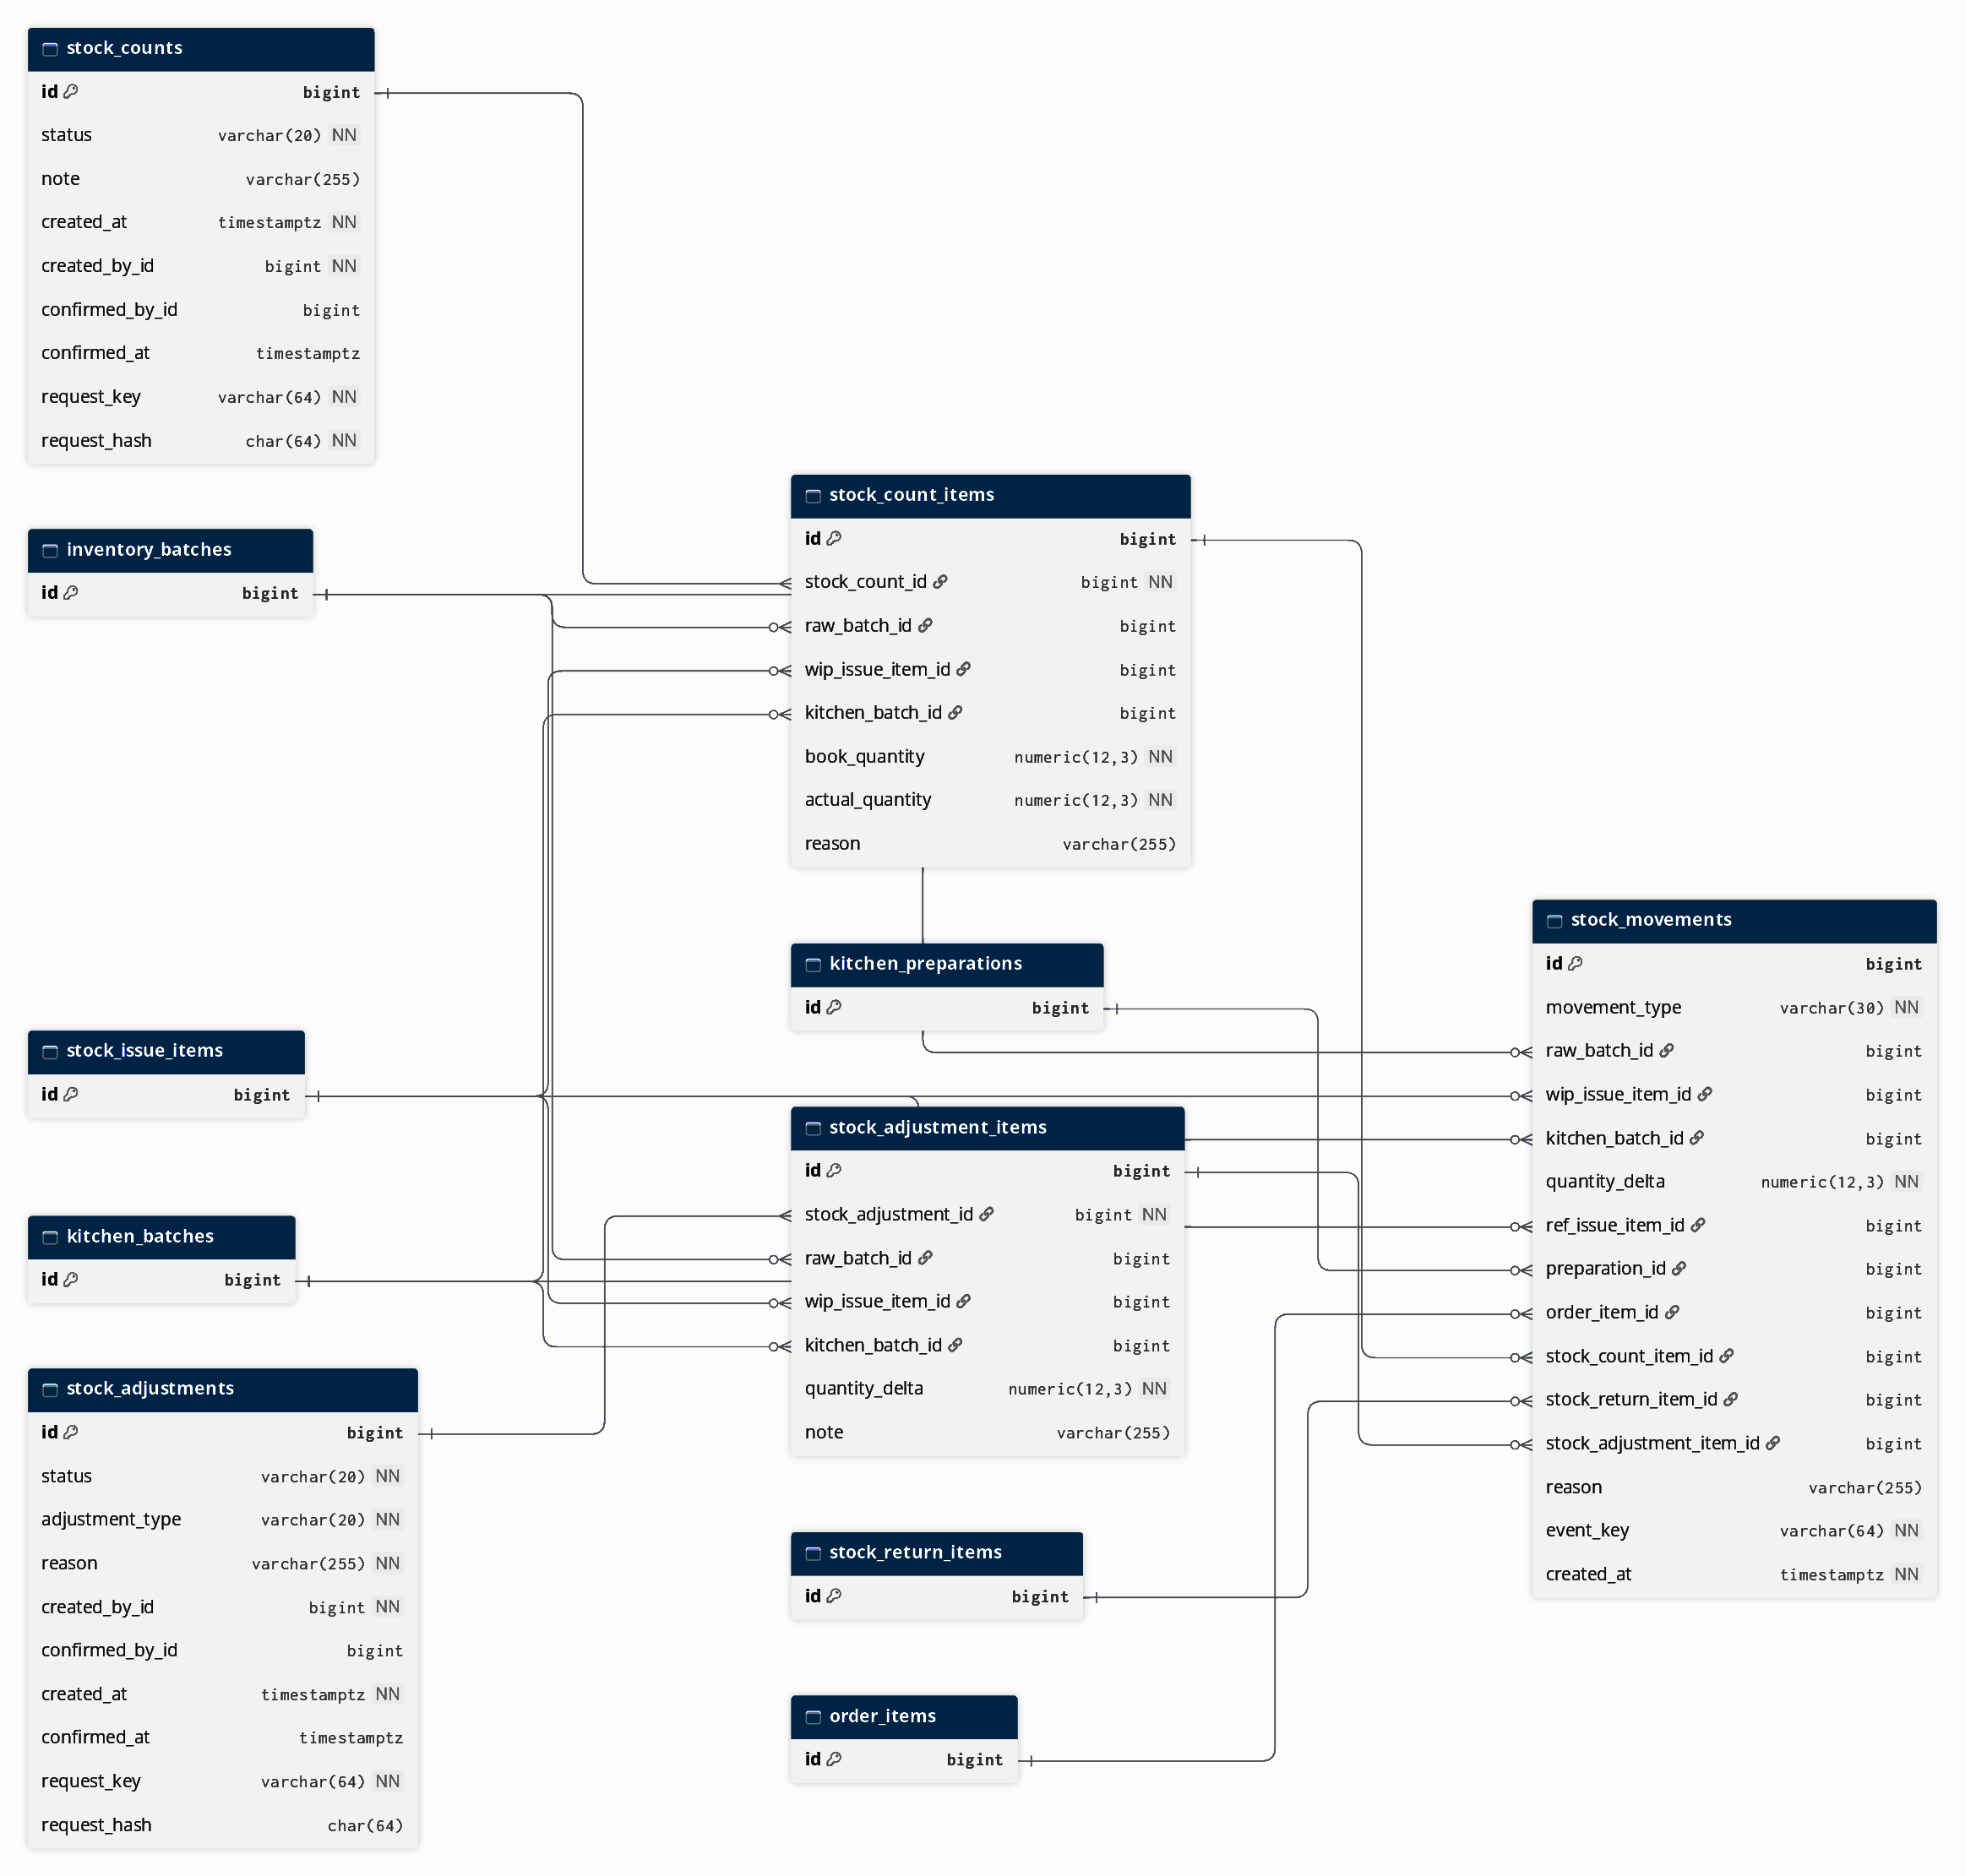 stock_counts
id bigint
status varchar(20) NN
note varchar(255)
created_at timestamptz NN
created_by_id bigint NN
confirmed_by_id bigint
confirmed_at timestamptz
request_key varchar(64) NN
request_hash char(64) NN
inventory_batches
id bigint
stock_issue_items
id bigint
kitchen_batches
id bigint
stock_adjustments
id bigint
status varchar(20) NN
adjustment_type varchar(20) NN
reason varchar(255) NN
created_by_id bigint NN
confirmed_by_id bigint
created_at timestamptz NN
confirmed_at timestamptz
request_key varchar(64) NN
request_hash char(64)
stock_count_items
id bigint
stock_count_id bigint NN
raw_batch_id bigint
wip_issue_item_id bigint
kitchen_batch_id bigint
book_quantity numeric(12,3) NN
actual_quantity numeric(12,3) NN
reason varchar(255)
kitchen_preparations
id bigint
stock_adjustment_items
id bigint
stock_adjustment_id bigint NN
raw_batch_id bigint
wip_issue_item_id bigint
kitchen_batch_id bigint
quantity_delta numeric(12,3) NN
note varchar(255)
stock_return_items
id bigint
order_items
id bigint
stock_movements
id bigint
movement_type varchar(30) NN
raw_batch_id bigint
wip_issue_item_id bigint
kitchen_batch_id bigint
quantity_delta numeric(12,3) NN
ref_issue_item_id bigint
preparation_id bigint
order_item_id bigint
stock_count_item_id bigint
stock_return_item_id bigint
stock_adjustment_item_id bigint
reason varchar(255)
event_key varchar(64) NN
created_at timestamptz NN